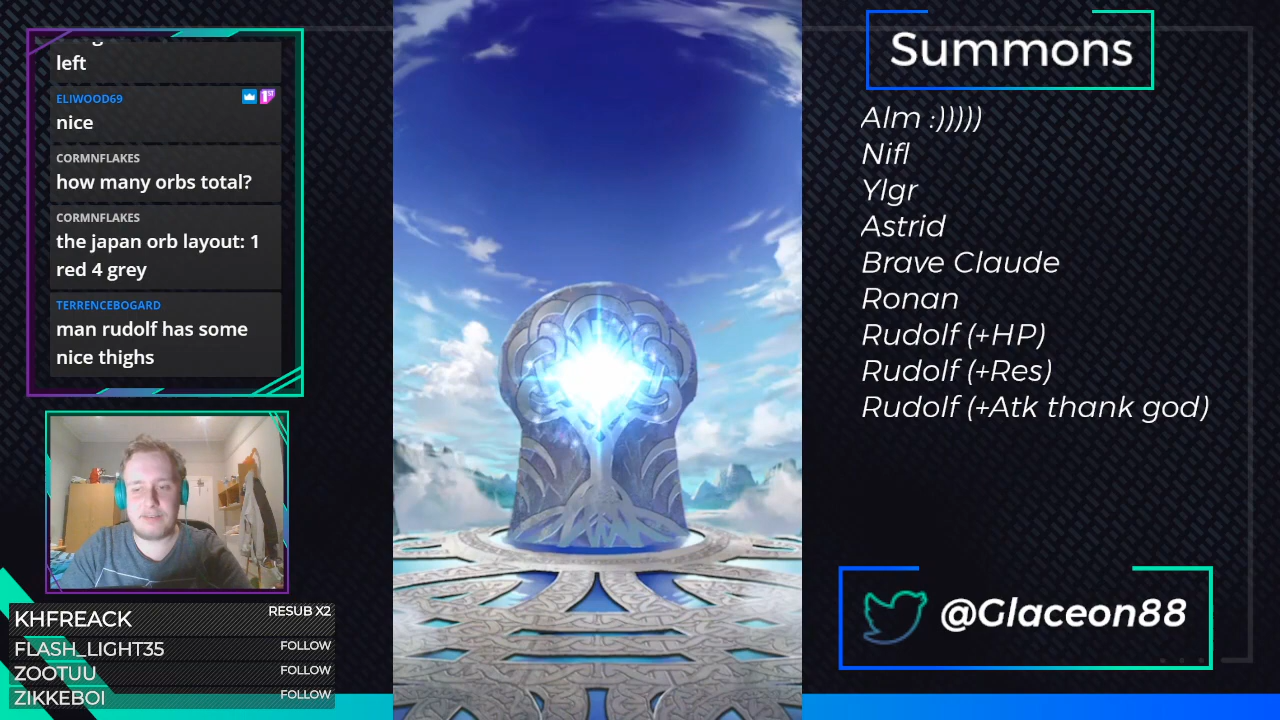 left
ELIWOOD69
nice
CORMNFLAKES
how many orbs total?
CORMNFLAKES
the japan orb layout: 1
red 4 grey
TERRENCEBOGARD
man rudolf has some
nice thighs
KHFREACK RESUB X2
FLASH_LIGHT35 FOLLOW
ZOOTUU FOLLOW
ZIKKEBOI FOLLOW
Summons
Alm :)))))
Nifl
Ylgr
Astrid
Brave Claude
Ronan
Rudolf (+HP)
Rudolf (+Res)
Rudolf (+Atk thank god)
@Glaceon88